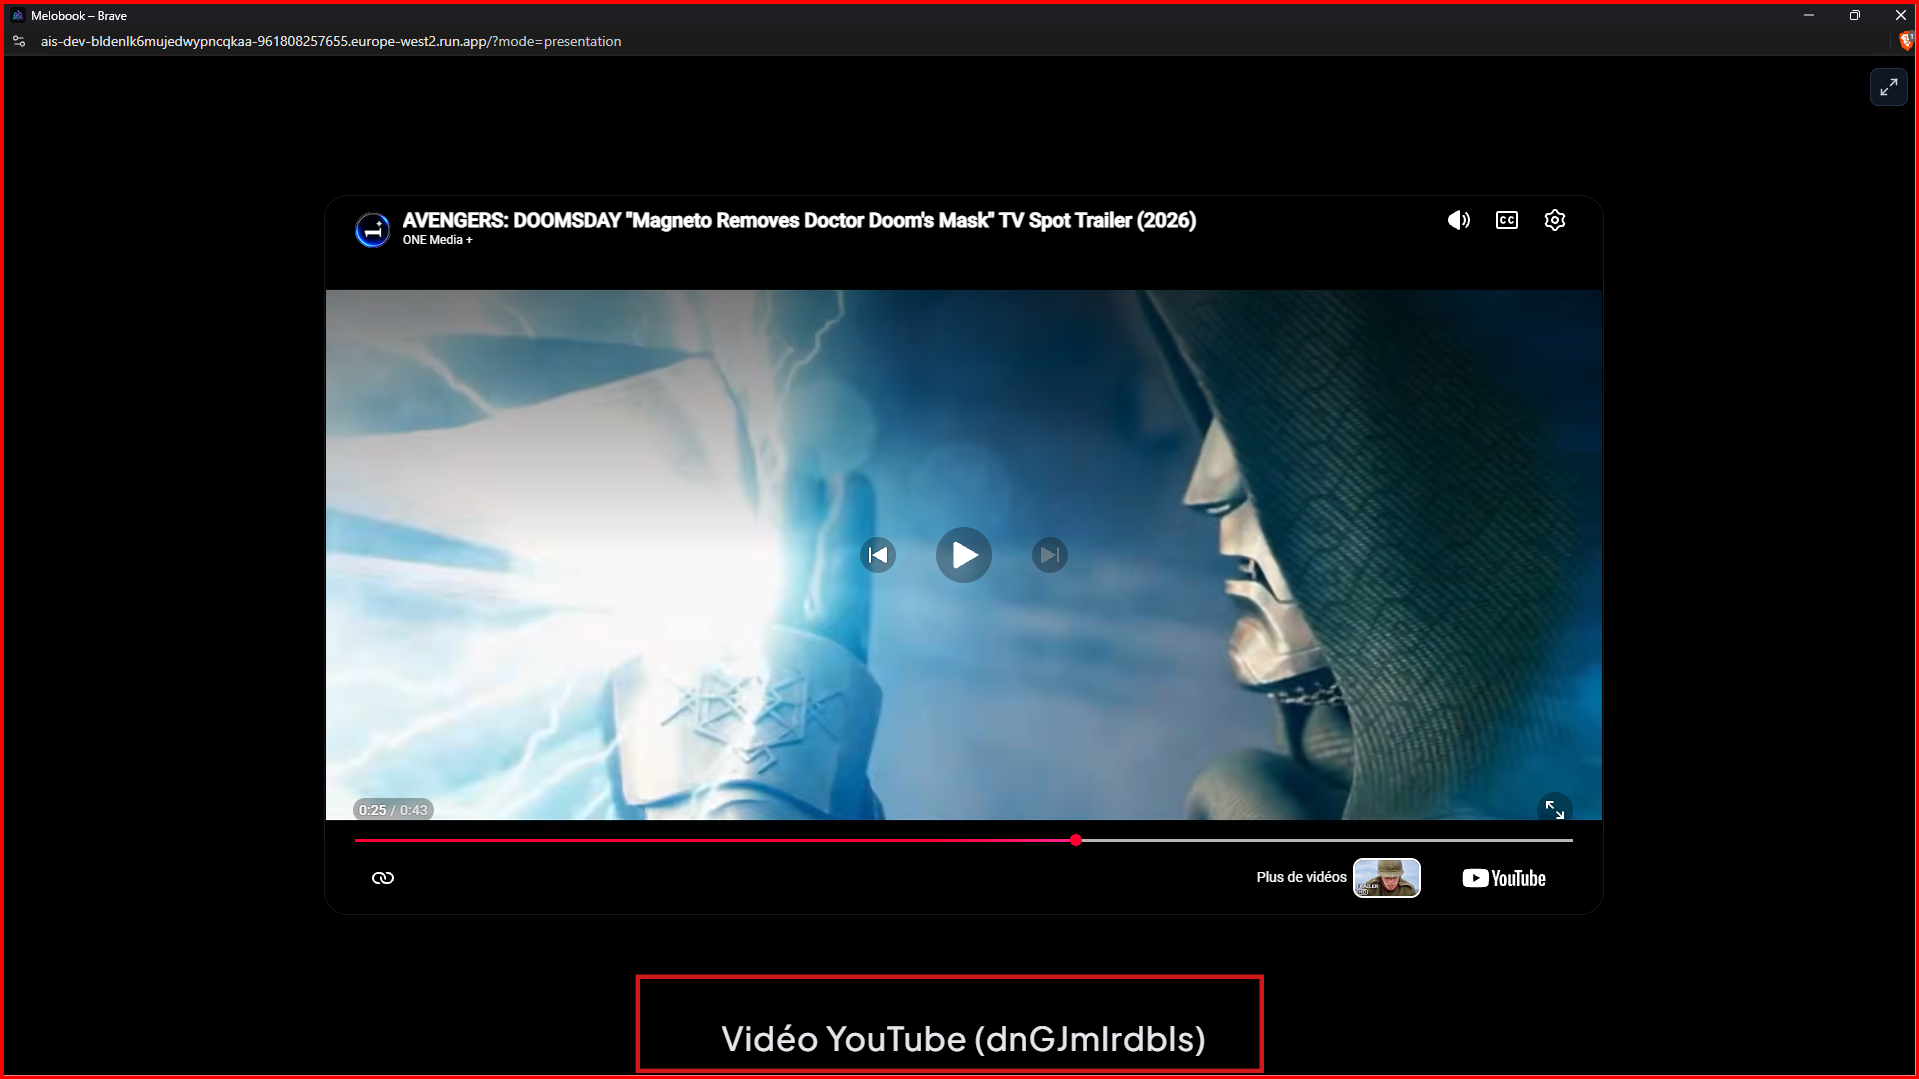 Melobook – Brave
ais-dev-bldenlk6mujedwypncqkaa-961808257655.europe-west2.run.app/?mode=presentation
AVENGERS: DOOMSDAY "Magneto Removes Doctor Doom's Mask" TV Spot Trailer (2026)
ONE Media +
CC
0:25 / 0:43
Plus de vidéos
YouTube
Vidéo YouTube (dnGJmIrdbls)